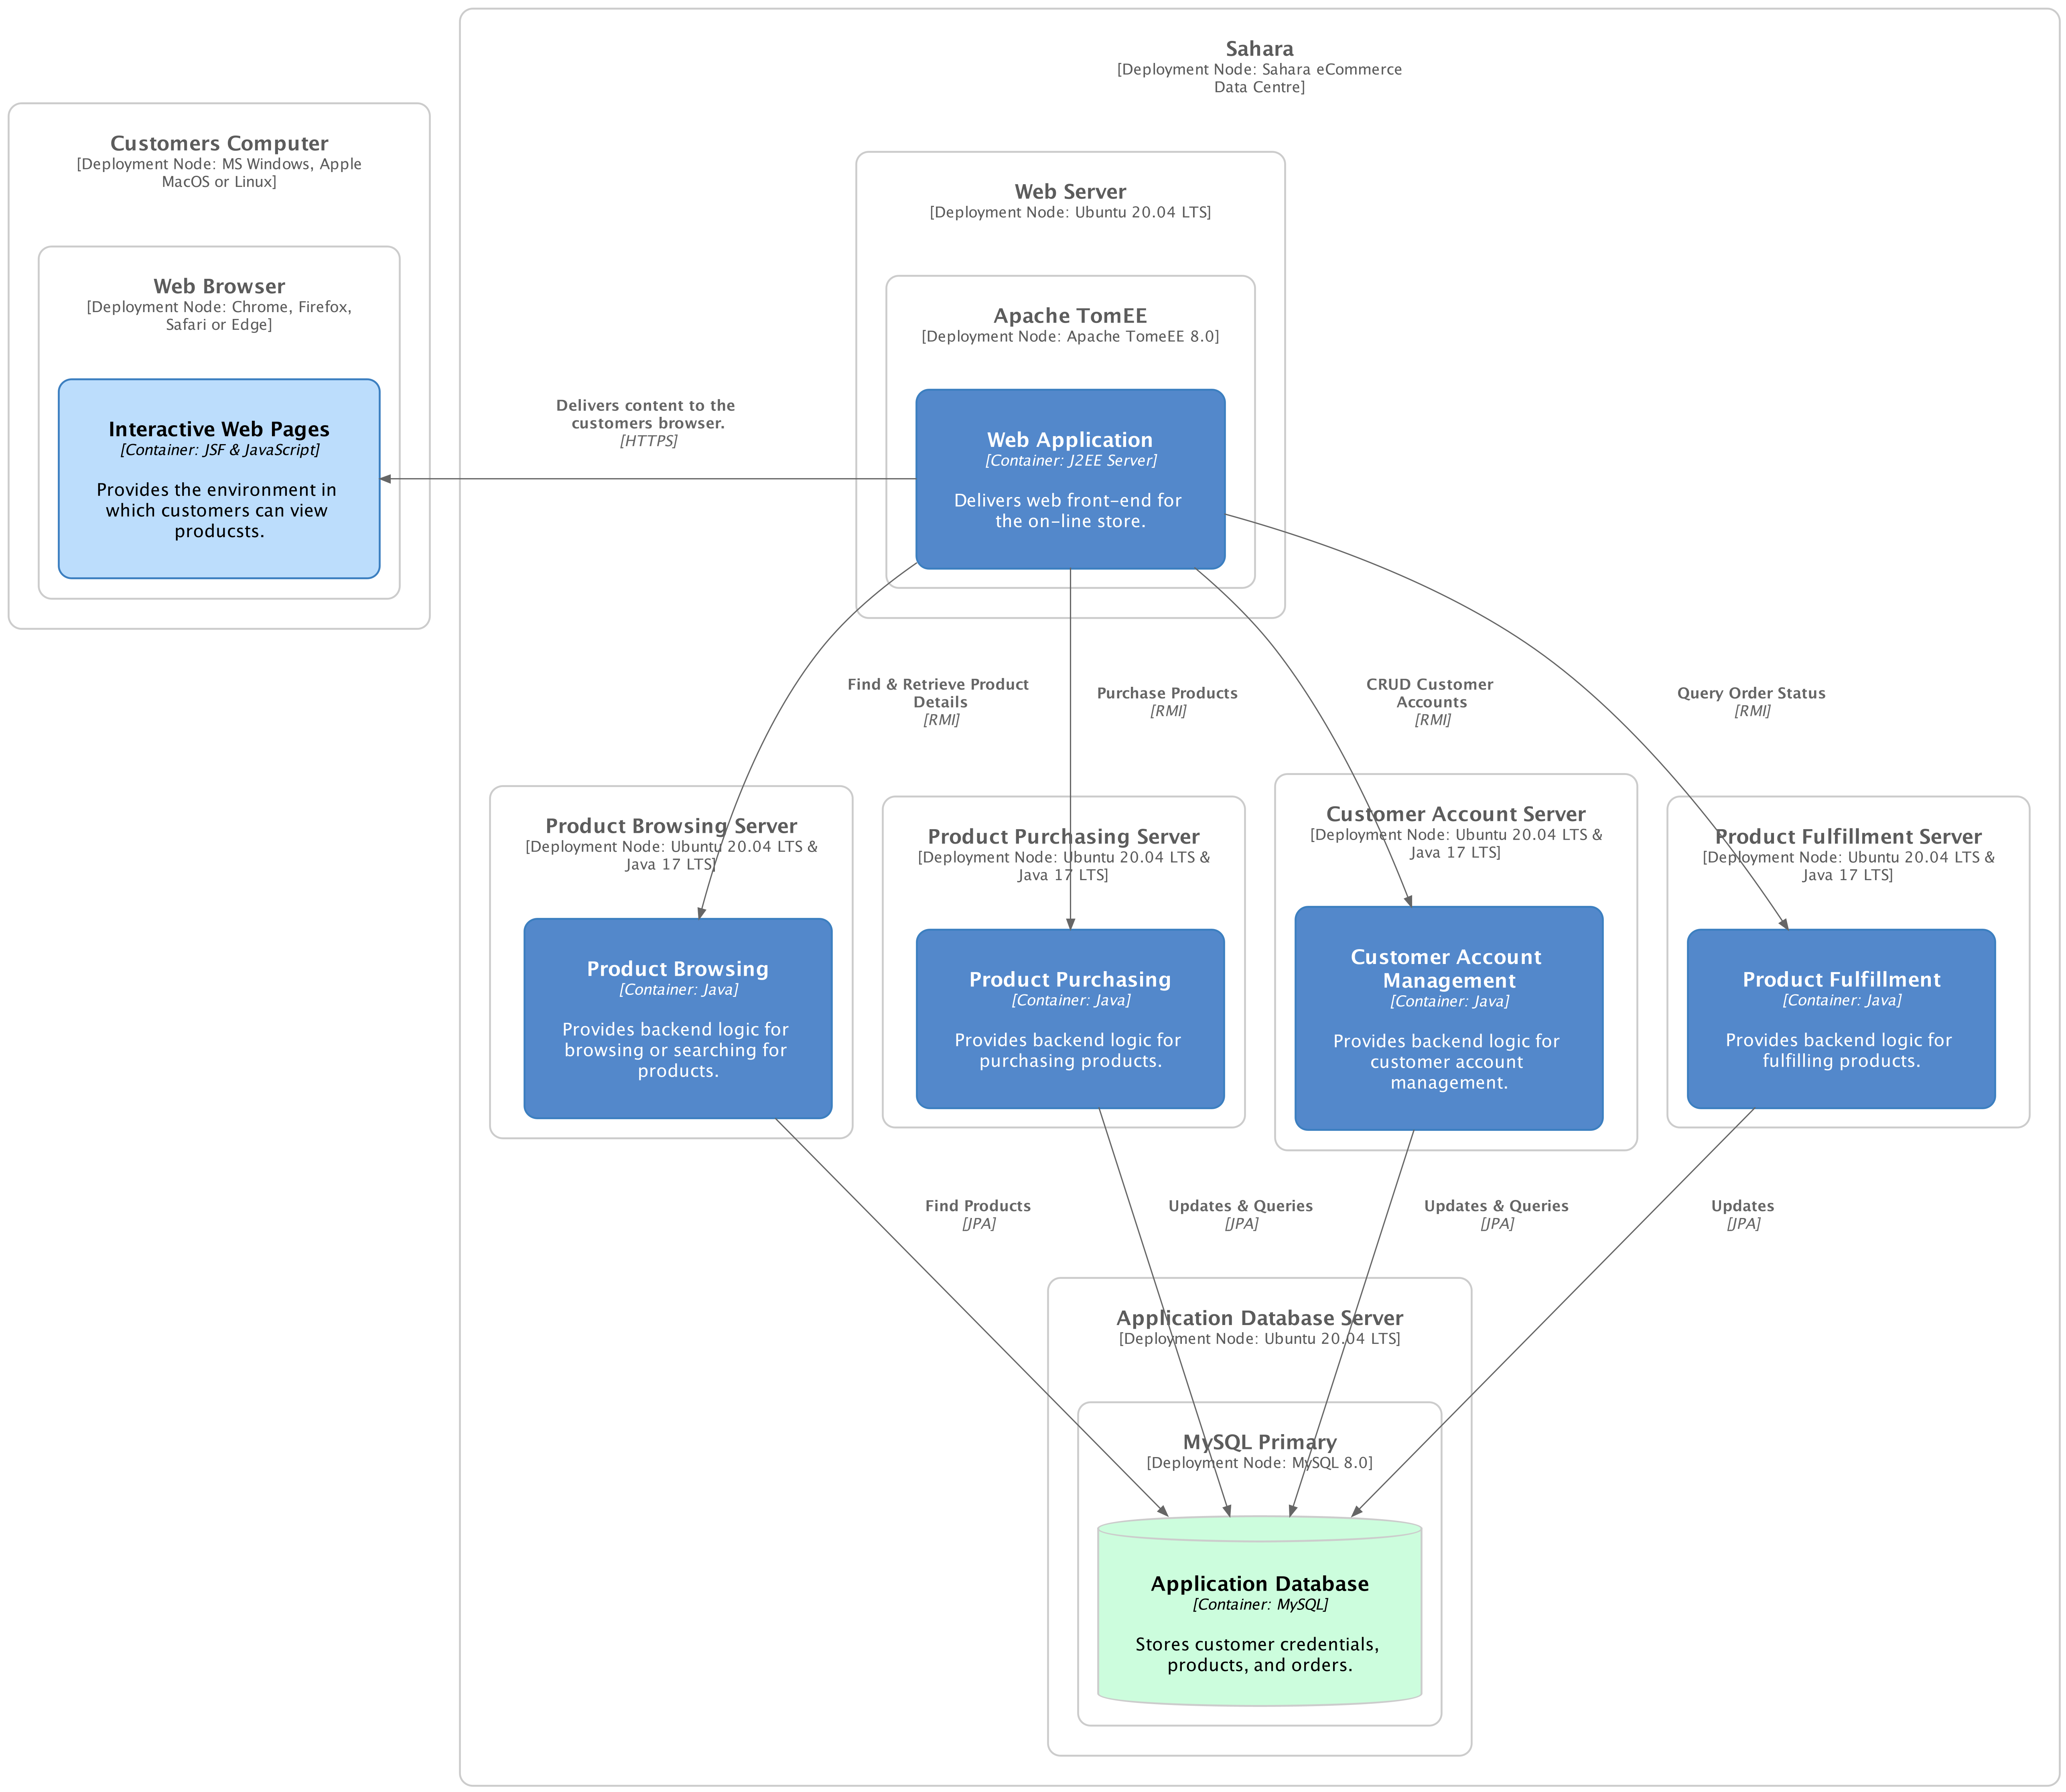 Sahara
[Deployment Node: Sahara eCommerce
Data Centre]
Customers Computer
[Deployment Node: MS Windows, Apple
MacOS or Linux]
Web Browser
[Deployment Node: Chrome, Firefox,
Safari or Edge]
Interactive Web Pages
[Container: JSF & JavaScript]
Provides the environment in
which customers can view
producsts.
Delivers content to the
customers browser.
[HTTPS]
Web Server
[Deployment Node: Ubuntu 20.04 LTS]
Apache TomEE
[Deployment Node: Apache TomeEE 8.0]
Web Application
[Container: J2EE Server]
Delivers web front-end for
the on-line store.
Find & Retrieve Product
Details
[RMI]
Purchase Products
[RMI]
CRUD Customer
Accounts
[RMI]
Query Order Status
[RMI]
Product Browsing Server
[Deployment Node: Ubuntu 20.04 LTS &
Java 17 LTS]
Product Browsing
[Container: Java]
Provides backend logic for
browsing or searching for
products.
Product Purchasing Server
[Deployment Node: Ubuntu 20.04 LTS &
Java 17 LTS]
Product Purchasing
[Container: Java]
Provides backend logic for
purchasing products.
Customer Account Server
[Deployment Node: Ubuntu 20.04 LTS &
Java 17 LTS]
Customer Account
Management
[Container: Java]
Provides backend logic for
customer account
management.
Product Fulfillment Server
[Deployment Node: Ubuntu 20.04 LTS &
Java 17 LTS]
Product Fulfillment
[Container: Java]
Provides backend logic for
fulfilling products.
Find Products
[JPA]
Updates & Queries
[JPA]
Updates & Queries
[JPA]
Updates
[JPA]
Application Database Server
[Deployment Node: Ubuntu 20.04 LTS]
MySQL Primary
[Deployment Node: MySQL 8.0]
Application Database
[Container: MySQL]
Stores customer credentials,
products, and orders.